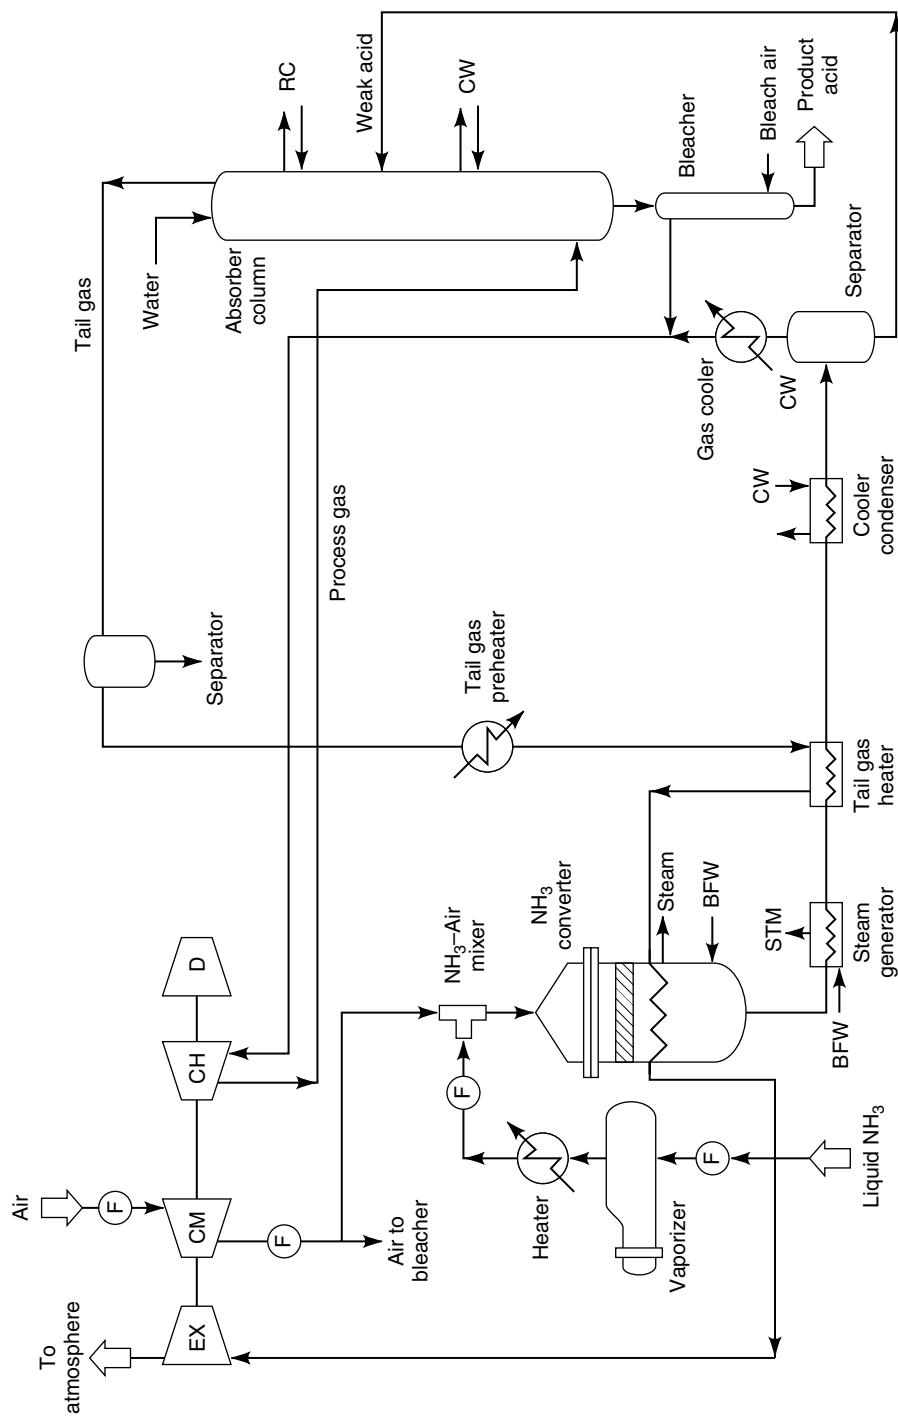 To
atmosphere
EX
Air
F
CM
F
Air to
bleacher
CH
D
Separator
Tail gas
Water
Absorber
column
RC
Weak acid
CW
Process gas
Bleacher
Bleach air
Product
acid
Separator
Gas cooler
CW
CW
Cooler
condenser
Tail gas
preheater
Tail gas
heater
NH₃–Air
mixer
NH₃
converter
Steam
BFW
STM
Steam
generator
BFW
F
Heater
Vaporizer
F
Liquid NH₃